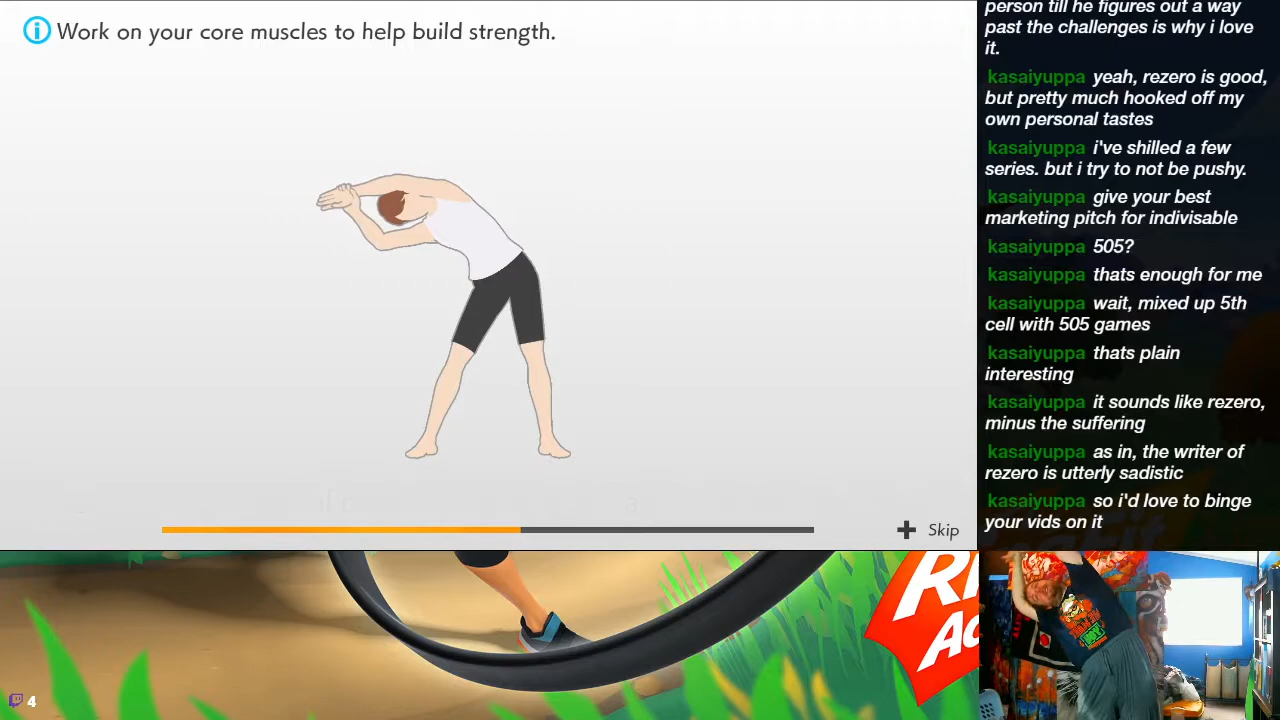 Work on your core muscles to help build strength.
Skip
4
person till he figures out a way
past the challenges is why i love
it.
kasaiyuppa yeah, rezero is good,
but pretty much hooked off my
own personal tastes
kasaiyuppa i've shilled a few
series. but i try to not be pushy.
kasaiyuppa give your best
marketing pitch for indivisable
kasaiyuppa 505?
kasaiyuppa thats enough for me
kasaiyuppa wait, mixed up 5th
cell with 505 games
kasaiyuppa thats plain
interesting
kasaiyuppa it sounds like rezero,
minus the suffering
kasaiyuppa as in, the writer of
rezero is utterly sadistic
kasaiyuppa so i'd love to binge
your vids on it